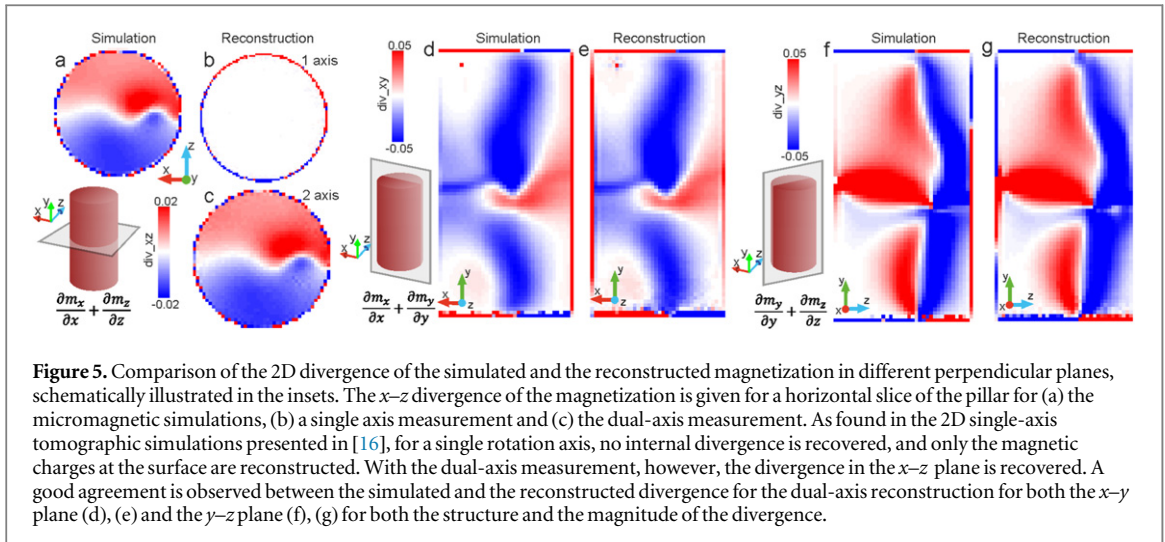 Simulation Reconstruction Simulation Reconstruction Simulation Reconstruction
a b 1 axis
0.05 d e 0.05 f g
div_xy
-0.05
div_yz
-0.05
z x y
c 2 axis
x y z
0.02
div_xz
-0.02
x y z
x y z
y x z
y x z
y x z
y x z
∂mₓ/∂x + ∂m_z/∂z
∂mₓ/∂x + ∂m_y/∂y
∂m_y/∂y + ∂m_z/∂z
Figure 5. Comparison of the 2D divergence of the simulated and the reconstructed magnetization in different perpendicular planes,
schematically illustrated in the insets. The x–z divergence of the magnetization is given for a horizontal slice of the pillar for (a) the
micromagnetic simulations, (b) a single axis measurement and (c) the dual-axis measurement. As found in the 2D single-axis
tomographic simulations presented in [16], for a single rotation axis, no internal divergence is recovered, and only the magnetic
charges at the surface are reconstructed. With the dual-axis measurement, however, the divergence in the x–z plane is recovered. A
good agreement is observed between the simulated and the reconstructed divergence for the dual-axis reconstruction for both the x–y
plane (d), (e) and the y–z plane (f), (g) for both the structure and the magnitude of the divergence.